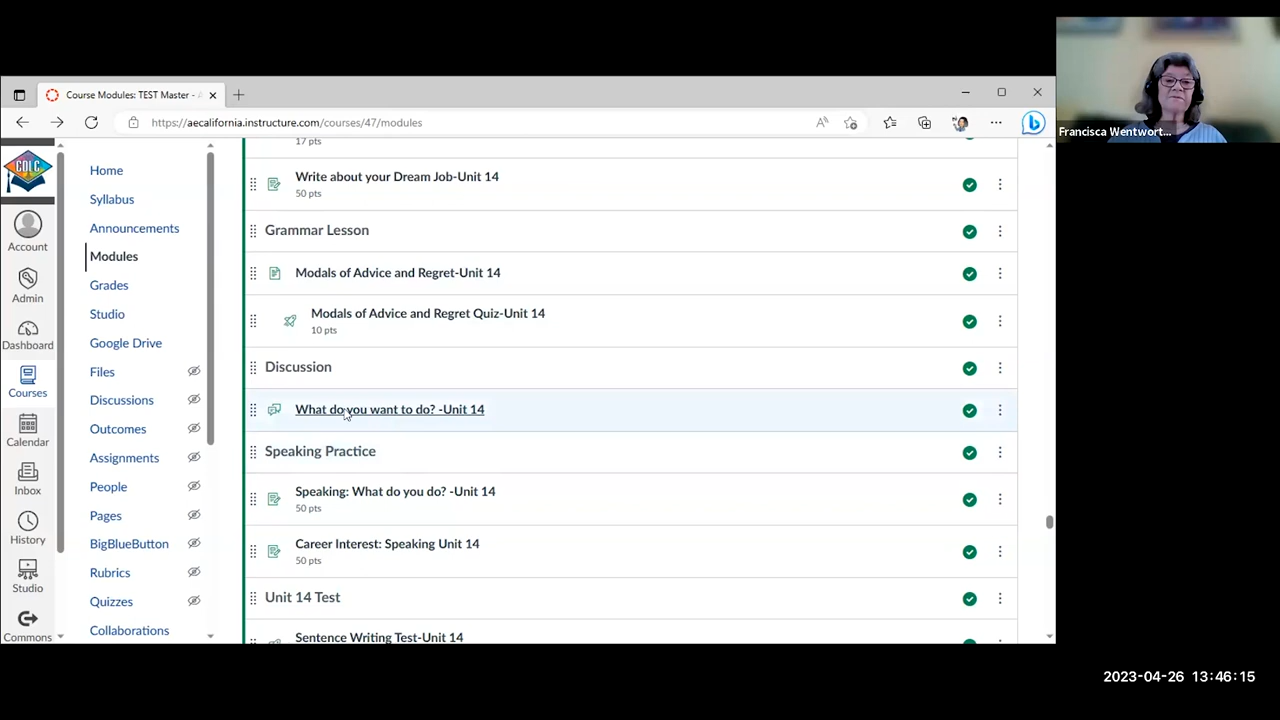 Course Modules: TEST Master -
https://aecalifornia.instructure.com/courses/47/modules
Francisca Wentwort...
COLC
Account
Admin
Dashboard
Courses
Calendar
Inbox
History
Studio
Commons
Home
Syllabus
Announcements
Modules
Grades
Studio
Google Drive
Files
Discussions
Outcomes
Assignments
People
Pages
BigBlueButton
Rubrics
Quizzes
Collaborations
17 pts
Write about your Dream Job-Unit 14
50 pts
Grammar Lesson
Modals of Advice and Regret-Unit 14
Modals of Advice and Regret Quiz-Unit 14
10 pts
Discussion
What do you want to do? -Unit 14
Speaking Practice
Speaking: What do you do? -Unit 14
50 pts
Career Interest: Speaking Unit 14
50 pts
Unit 14 Test
Sentence Writing Test-Unit 14
2023-04-26 13:46:15